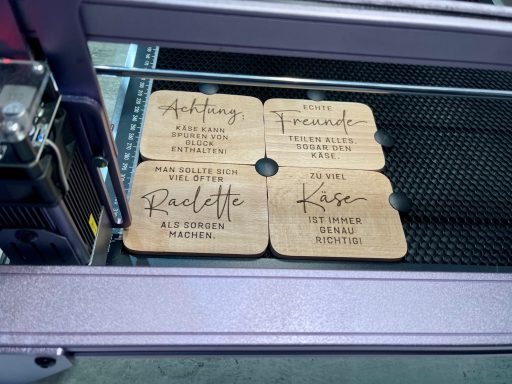 Achtung:
KÄSE KANN
SPUREN VON
GLÜCK
ENTHALTEN!
ECHTE
Freunde
TEILEN ALLES,
SOGAR DEN
KÄSE.
MAN SOLLTE SICH
VIEL ÖFTER
Raclette
ALS SORGEN
MACHEN.
ZU VIEL
Käse
IST IMMER
GENAU
RICHTIG!